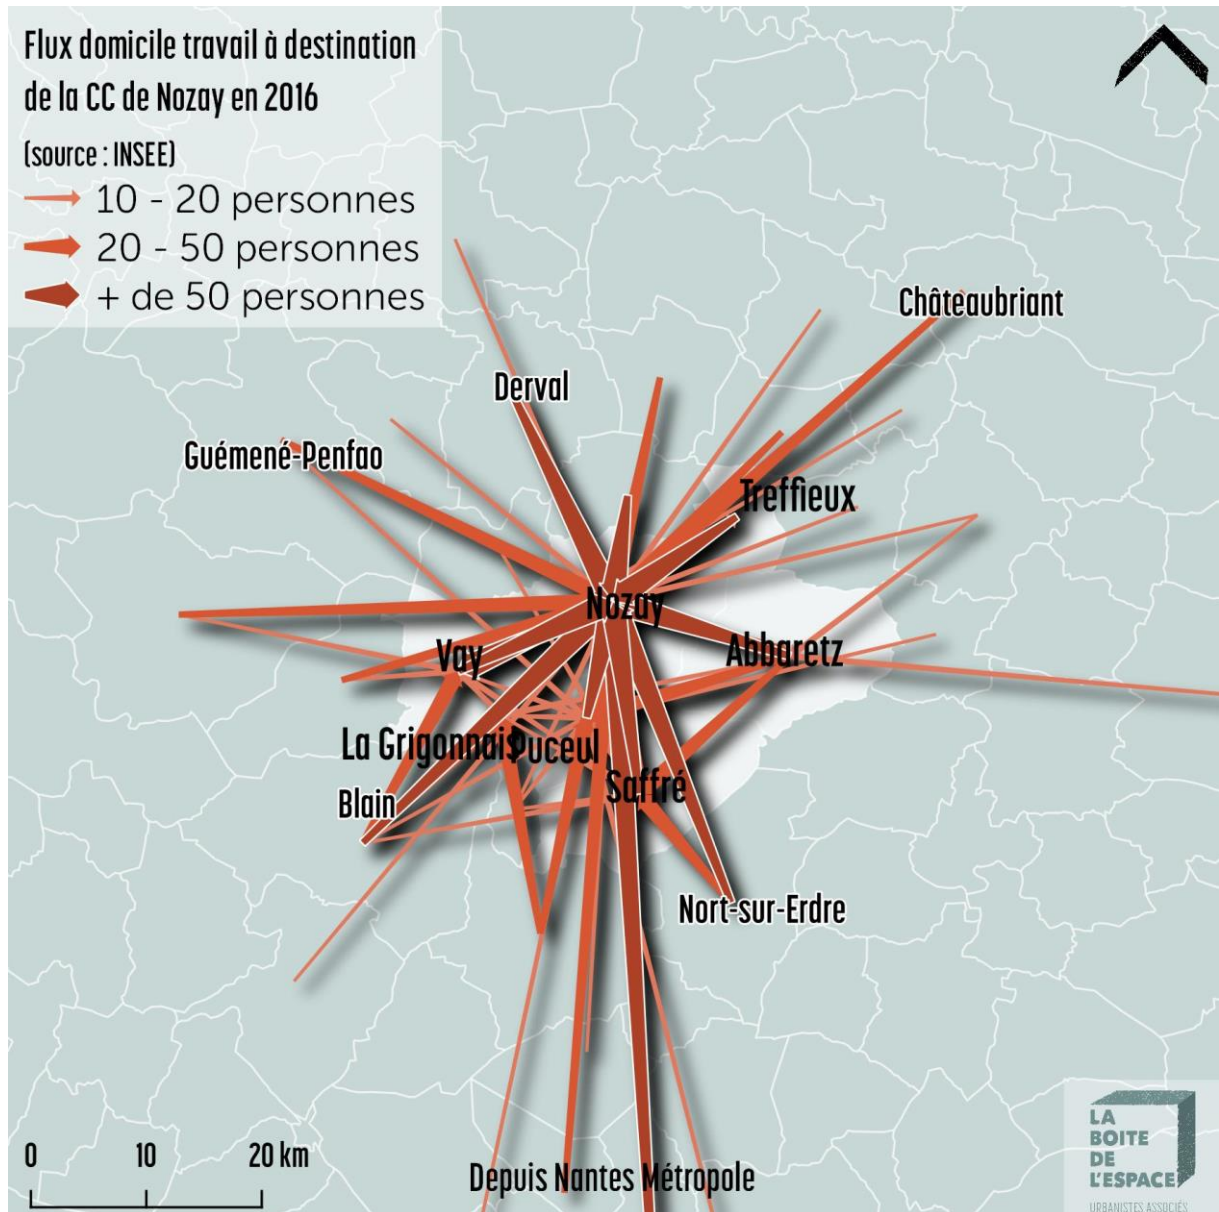 Flux domicile travail à destination
de la CC de Nozay en 2016
(source : INSEE)
10 - 20 personnes
20 - 50 personnes
+ de 50 personnes
Châteaubriant
Derval
Guémené-Penfao
Treffieux
Nozay
Vay
Abbaretz
La Grigonnais
Puceul
Saffré
Blain
Nort-sur-Erdre
Depuis Nantes Métropole
0 10 20 km
LA
BOITE
DE
L'ESPACE
URBANISTES ASSOCIÉS